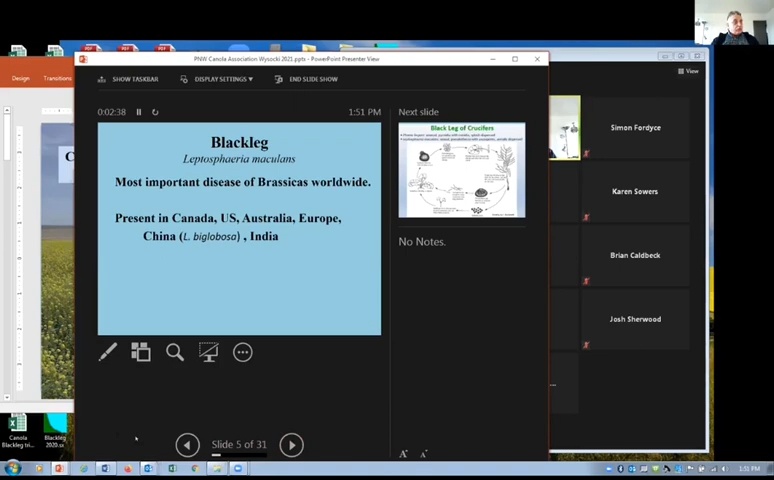 PNW Canola Association Wysocki 2021.pptx - PowerPoint Presenter View
View
Design Transitions
SHOW TASKBAR DISPLAY SETTINGS ▼ END SLIDE SHOW
0:02:38
1:51 PM
Next slide
Blackleg
Leptosphaeria maculans
Most important disease of Brassicas worldwide.
Present in Canada, US, Australia, Europe,
China (L. biglobosa) , India
Black Leg of Crucifers
No Notes.
Simon Fordyce
Karen Sowers
Brian Caldbeck
Josh Sherwood
Slide 5 of 31
Canola
Blackleg tri...
Blackleg
2020.sx
1:51 PM